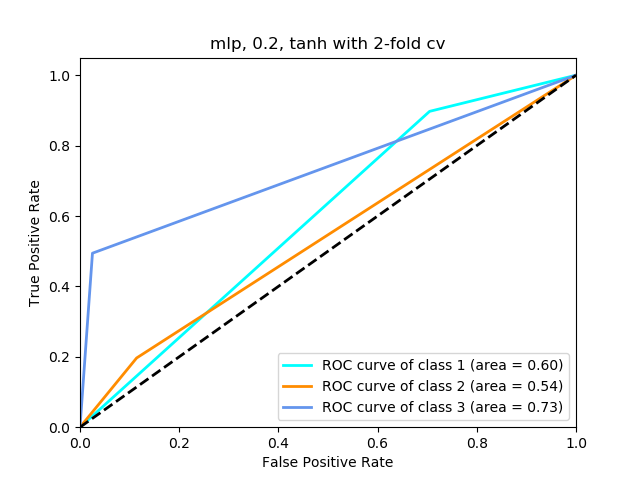 mlp, 0.2, tanh with 2-fold cv
1.0
0.8
0.6
0.4
0.2
0.0
True Positive Rate
ROC curve of class 1 (area = 0.60)
ROC curve of class 2 (area = 0.54)
ROC curve of class 3 (area = 0.73)
0.0 0.2 0.4 0.6 0.8 1.0
False Positive Rate